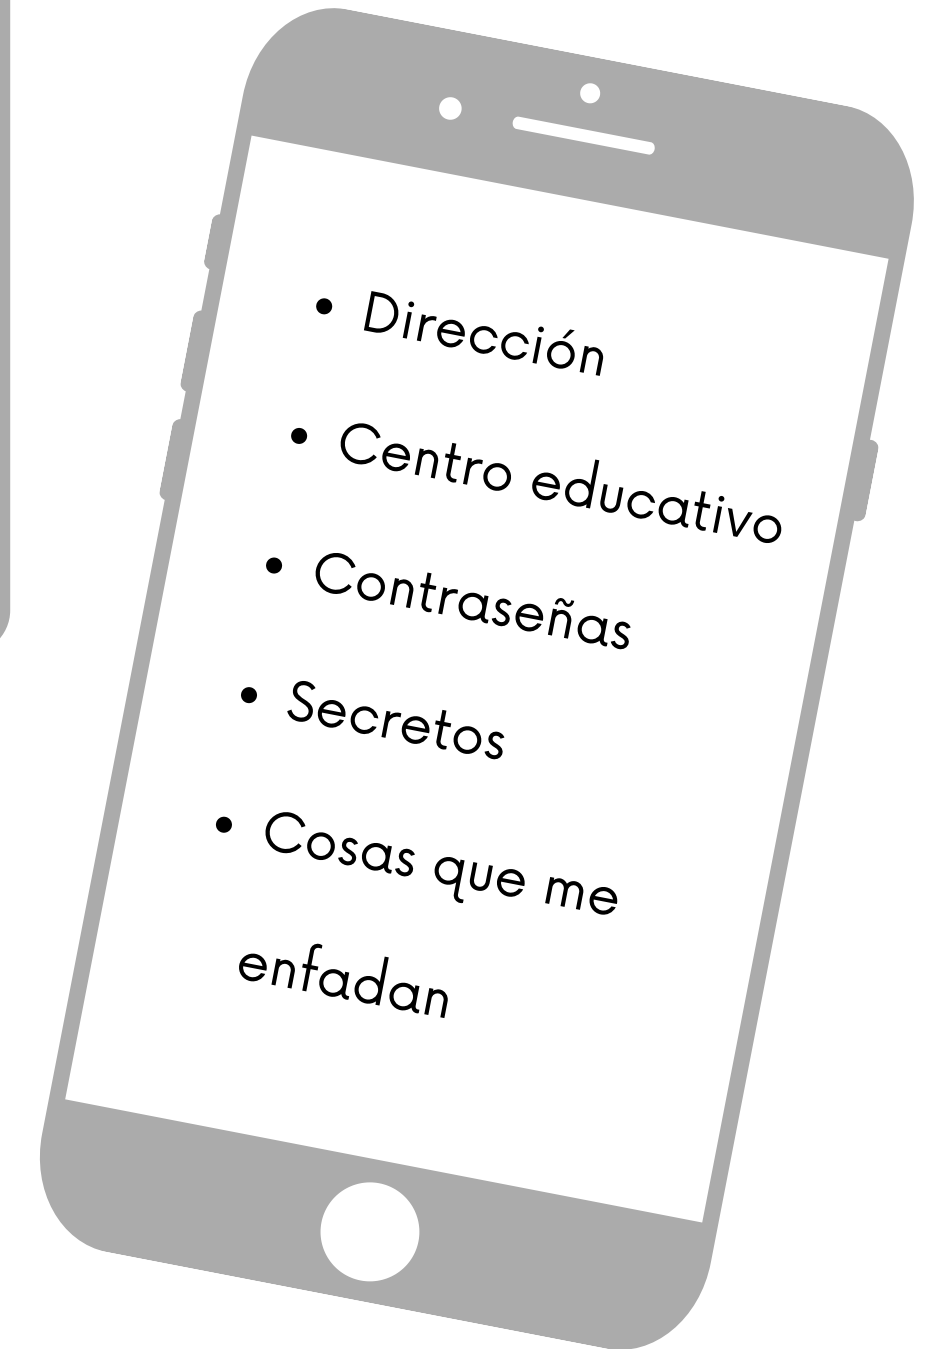 • Dirección
• Centro educativo
• Contraseñas
• Secretos
• Cosas que me
enfadan